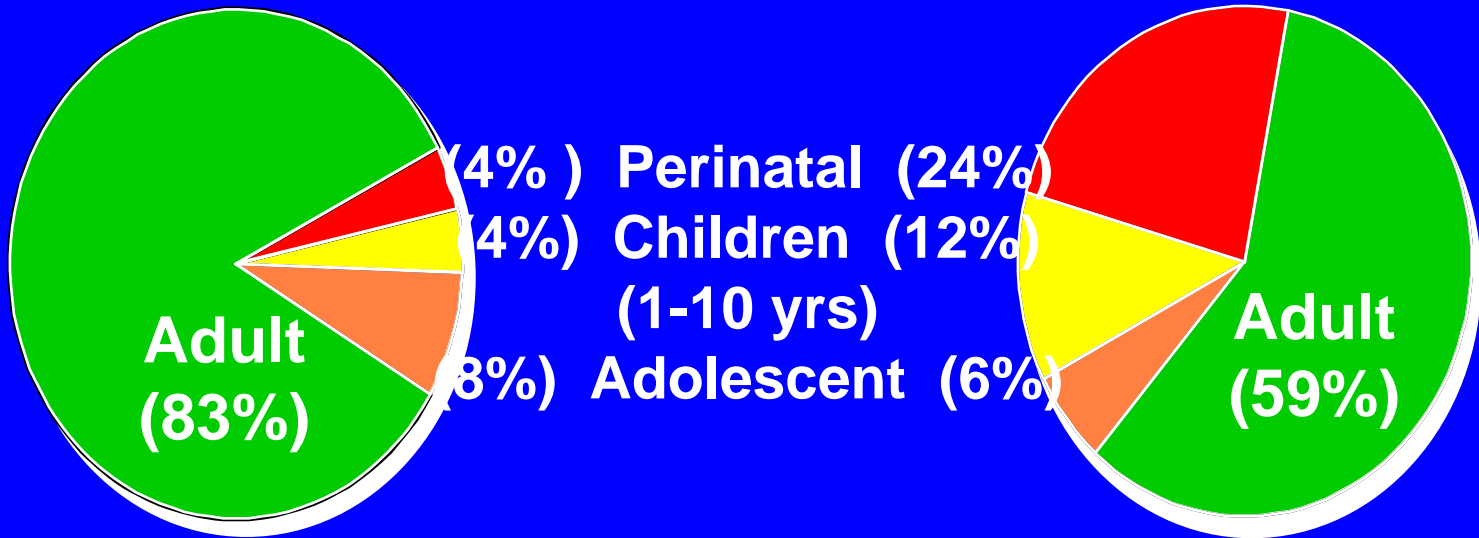 (4% ) Perinatal (24%)
(4%) Children (12%)
(1-10 yrs)
(8%) Adolescent (6%)
Adult
(83%)
Adult
(59%)